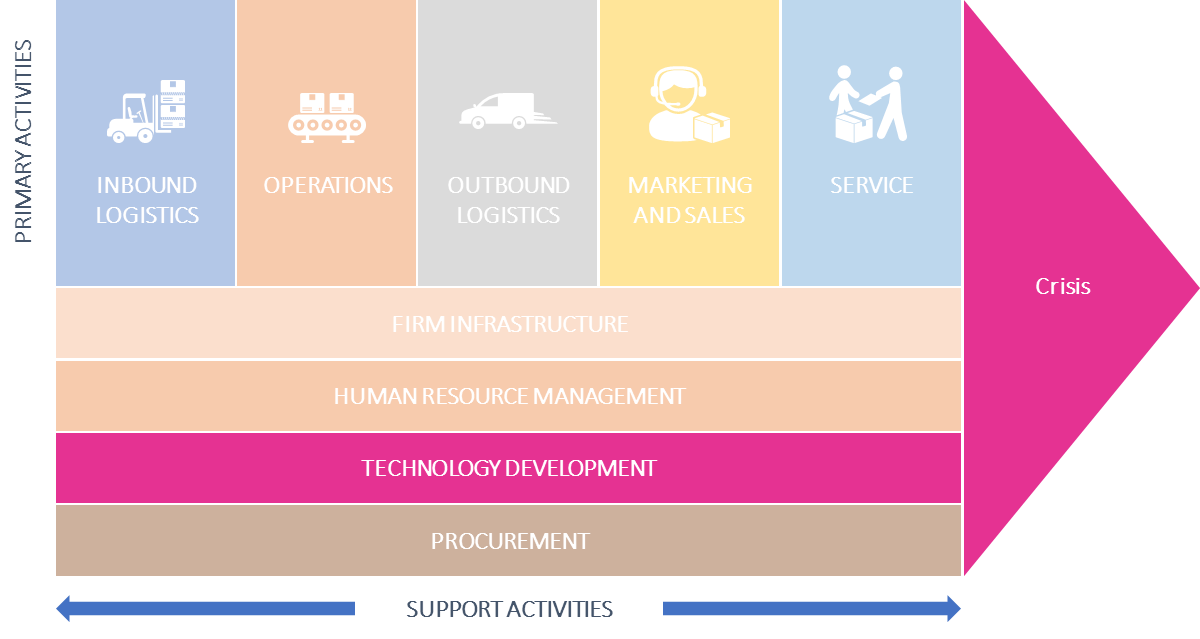 PRIMARY ACTIVITIES
INBOUND
LOGISTICS
OPERATIONS
OUTBOUND
LOGISTICS
MARKETING
AND SALES
SERVICE
Crisis
FIRM INFRASTRUCTURE
HUMAN RESOURCE MANAGEMENT
TECHNOLOGY DEVELOPMENT
PROCUREMENT
SUPPORT ACTIVITIES